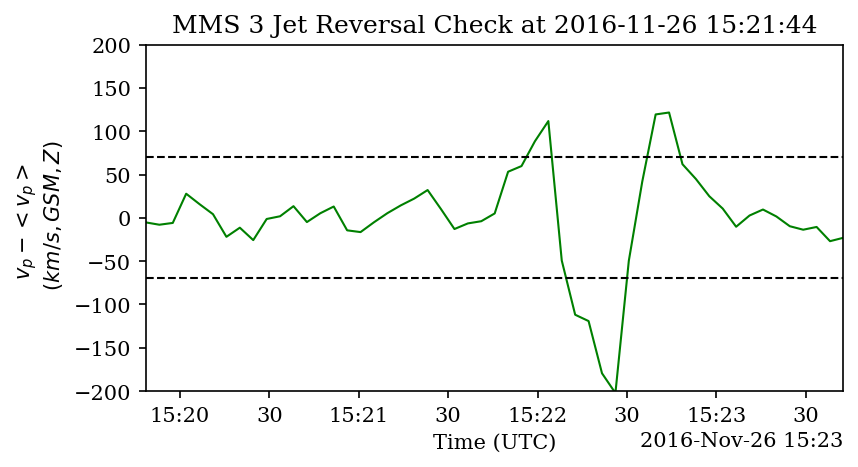 MMS 3 Jet Reversal Check at 2016-11-26 15:21:44
v_p − < v_p >
(km/s, GSM, Z)
200
150
100
50
0
−50
−100
−150
−200
15:20 30 15:21 30 15:22 30 15:23 30
Time (UTC) 2016-Nov-26 15:23